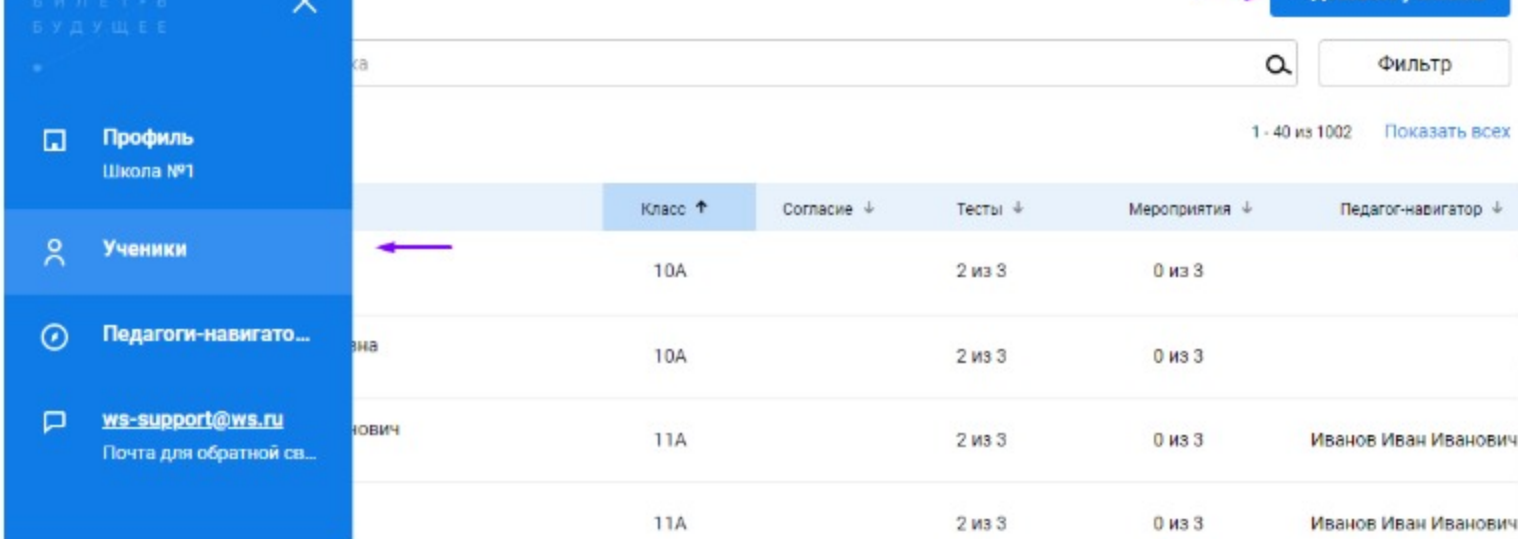 БИЛЕТ В
БУДУЩЕЕ
ка
Фильтр
Профиль
Школа №1
1 - 40 из 1002 Показать всех
Класс ↑ Согласие ↓ Тесты ↓ Мероприятия ↓ Педагог-навигатор ↓
Ученики
10А 2 из 3 0 из 3
Педагоги-навигато...
вна
10А 2 из 3 0 из 3
ws-support@ws.ru
Почта для обратной св...
нович
11А 2 из 3 0 из 3 Иванов Иван Иванович
11А 2 из 3 0 из 3 Иванов Иван Иванович